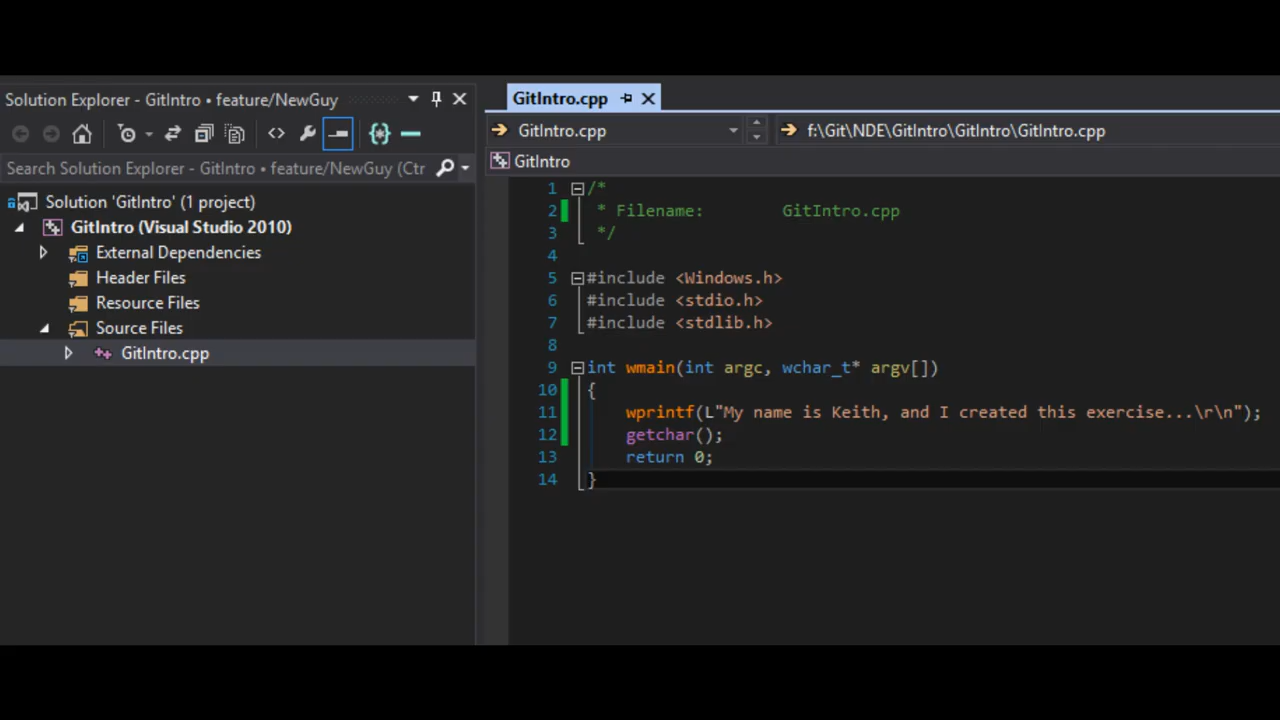 Solution Explorer - GitIntro • feature/NewGuy
Search Solution Explorer - GitIntro • feature/NewGuy (Ctr
Solution 'GitIntro' (1 project)
GitIntro (Visual Studio 2010)
External Dependencies
Header Files
Resource Files
Source Files
GitIntro.cpp
GitIntro.cpp
GitIntro.cpp
f:\Git\NDE\GitIntro\GitIntro\GitIntro.cpp
GitIntro
1 /*
2 * Filename: GitIntro.cpp
3 */
4
5 #include <Windows.h>
6 #include <stdio.h>
7 #include <stdlib.h>
8
9 int wmain(int argc, wchar_t* argv[])
10 {
11 wprintf(L"My name is Keith, and I created this exercise...\r\n");
12 getchar();
13 return 0;
14 }